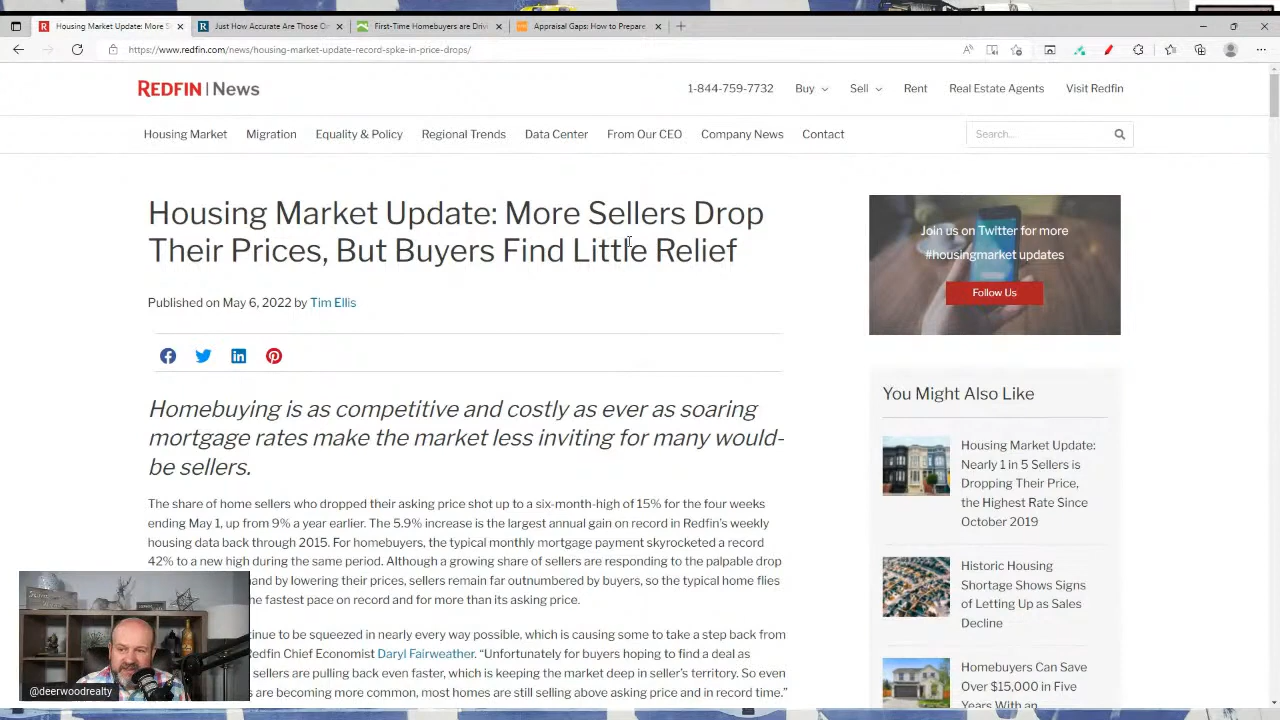 Housing Market Update: More S
Just How Accurate Are Those On
First-Time Homebuyers are Drivi
Appraisal Gaps: How to Prepare
https://www.redfin.com/news/housing-market-update-record-spke-in-price-drops/
REDFIN | News
1-844-759-7732
Buy
Sell
Rent
Real Estate Agents
Visit Redfin
Housing Market
Migration
Equality & Policy
Regional Trends
Data Center
From Our CEO
Company News
Contact
Search...
Housing Market Update: More Sellers Drop
Their Prices, But Buyers Find Little Relief
Published on May 6, 2022 by Tim Ellis
Homebuying is as competitive and costly as ever as soaring
mortgage rates make the market less inviting for many would-
be sellers.
The share of home sellers who dropped their asking price shot up to a six-month-high of 15% for the four weeks
ending May 1, up from 9% a year earlier. The 5.9% increase is the largest annual gain on record in Redfin's weekly
housing data back through 2015. For homebuyers, the typical monthly mortgage payment skyrocketed a record
42% to a new high during the same period. Although a growing share of sellers are responding to the palpable drop
and by lowering their prices, sellers remain far outnumbered by buyers, so the typical home flies
he fastest pace on record and for more than its asking price.
tinue to be squeezed in nearly every way possible, which is causing some to take a step back from
edfin Chief Economist Daryl Fairweather. “Unfortunately for buyers hoping to find a deal as
sellers are pulling back even faster, which is keeping the market deep in seller's territory. So even
are becoming more common, most homes are still selling above asking price and in record time.”
@deerwoodrealty
Join us on Twitter for more
#housingmarket updates
Follow Us
You Might Also Like
Housing Market Update:
Nearly 1 in 5 Sellers is
Dropping Their Price,
the Highest Rate Since
October 2019
Historic Housing
Shortage Shows Signs
of Letting Up as Sales
Decline
Homebuyers Can Save
Over $15,000 in Five
Years With an